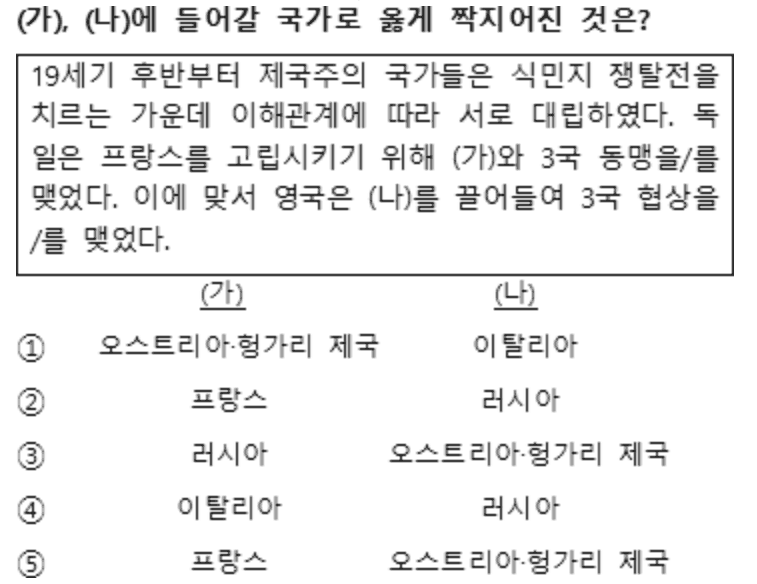 (가), (나)에 들어갈 국가로 옳게 짝지어진 것은?
19세기 후반부터 제국주의 국가들은 식민지 쟁탈전을
치르는 가운데 이해관계에 따라 서로 대립하였다. 독
일은 프랑스를 고립시키기 위해 (가)와 3국 동맹을/를
맺었다. 이에 맞서 영국은 (나)를 끌어들여 3국 협상을
/를 맺었다.
(가) (나)
① 오스트리아·헝가리 제국 이탈리아
② 프랑스 러시아
③ 러시아 오스트리아·헝가리 제국
④ 이탈리아 러시아
⑤ 프랑스 오스트리아·헝가리 제국